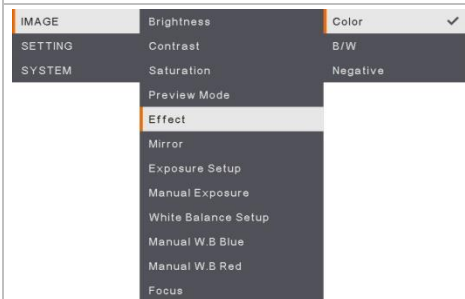 IMAGE
SETTING
SYSTEM
Brightness
Contrast
Saturation
Preview Mode
Effect
Mirror
Exposure Setup
Manual Exposure
White Balance Setup
Manual W.B Blue
Manual W.B Red
Focus
Color
B/W
Negative